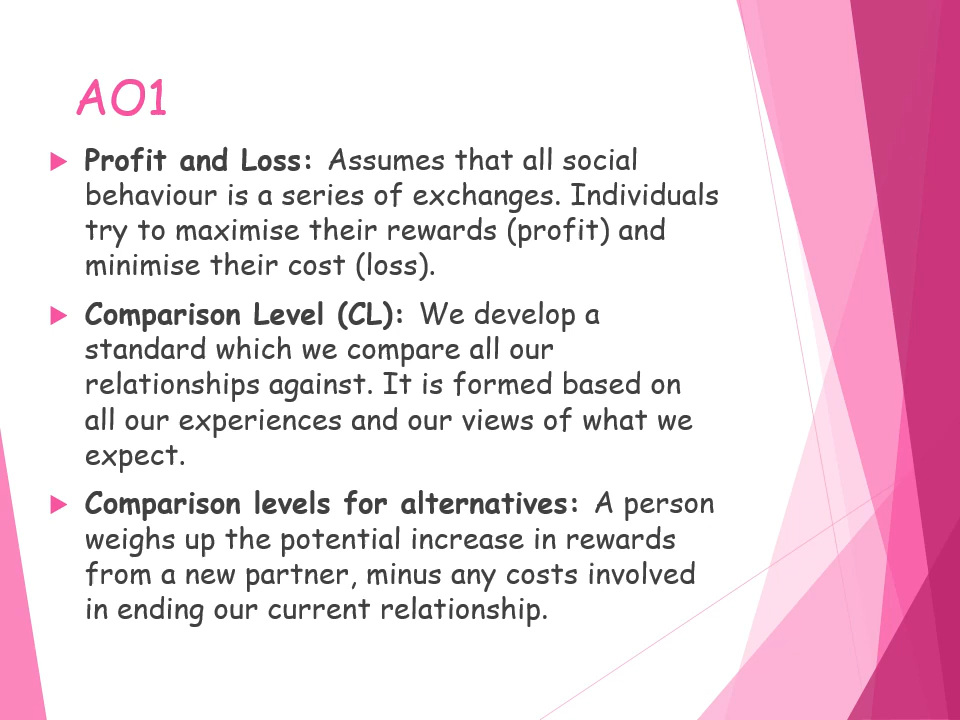 AO1
Profit and Loss: Assumes that all social
behaviour is a series of exchanges. Individuals
try to maximise their rewards (profit) and
minimise their cost (loss).
Comparison Level (CL): We develop a
standard which we compare all our
relationships against. It is formed based on
all our experiences and our views of what we
expect.
Comparison levels for alternatives: A person
weighs up the potential increase in rewards
from a new partner, minus any costs involved
in ending our current relationship.